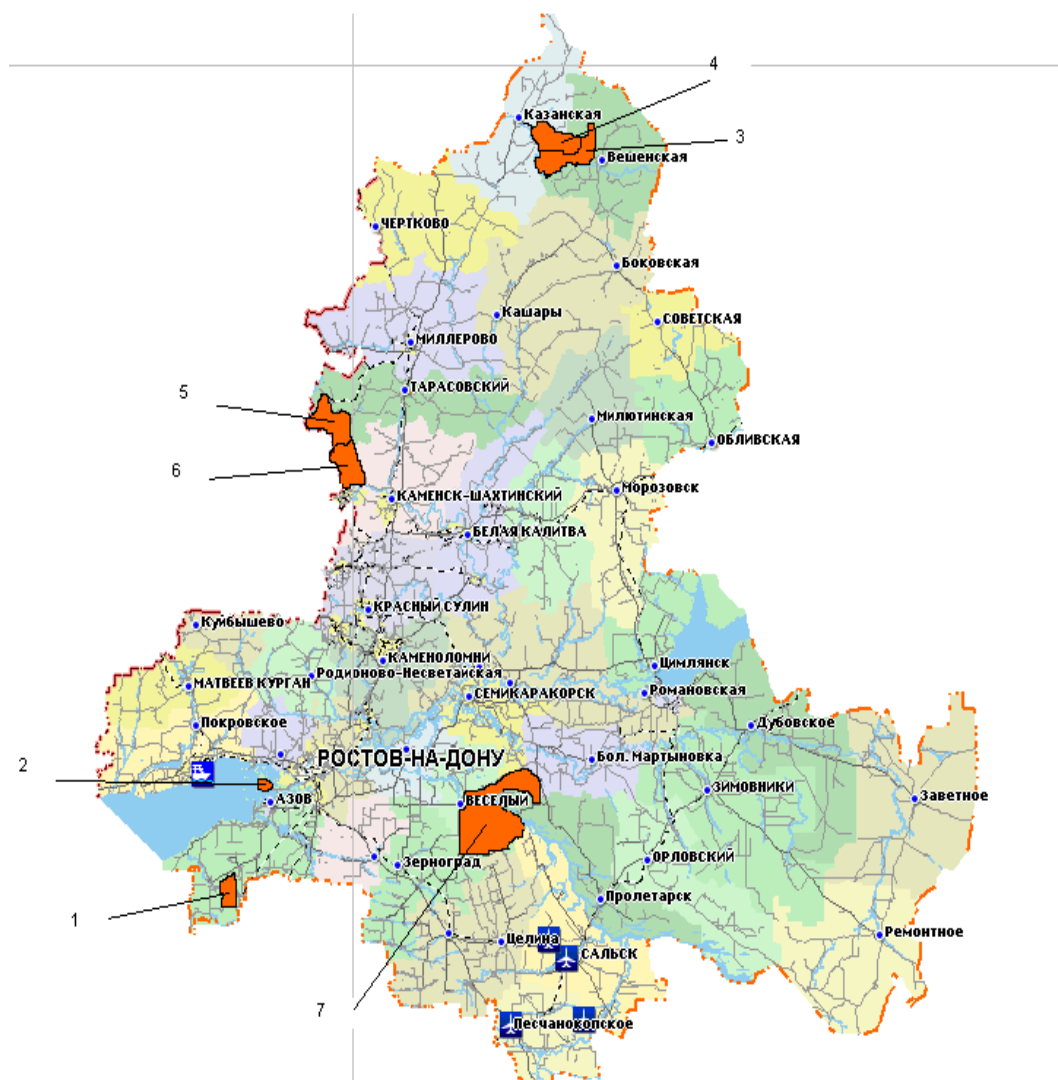 4
Казанская
3
Вешенская
ЧЕРТКОВО
Боковская
Кашары
СОВЕТСКАЯ
МИЛЛЕРОВО
5
ТАРАСОВСКИЙ
Милютинская
ОБЛИВСКАЯ
6
Морозовск
КАМЕНСК-ШАХТИНСКИЙ
БЕЛАЯ КАЛИТВА
КРАСНЫЙ СУЛИН
Куйбышево
КАМЕНОЛОМНИ
Цимлянск
Родионово-Несветайская
МАТВЕЕВ КУРГАН
СЕМИКАРАКОРСК
Романовская
Покровское
Дубовское
РОСТОВ-НА-ДОНУ
Бол. Мартыновка
2
ЗИМОВНИКИ
АЗОВ
ВЕСЕЛЫЙ
Заветное
Зерноград
ОРЛОВСКИЙ
Пролетарск
1
Целина
САЛЬСК
Ремонтное
7
Песчанокопское